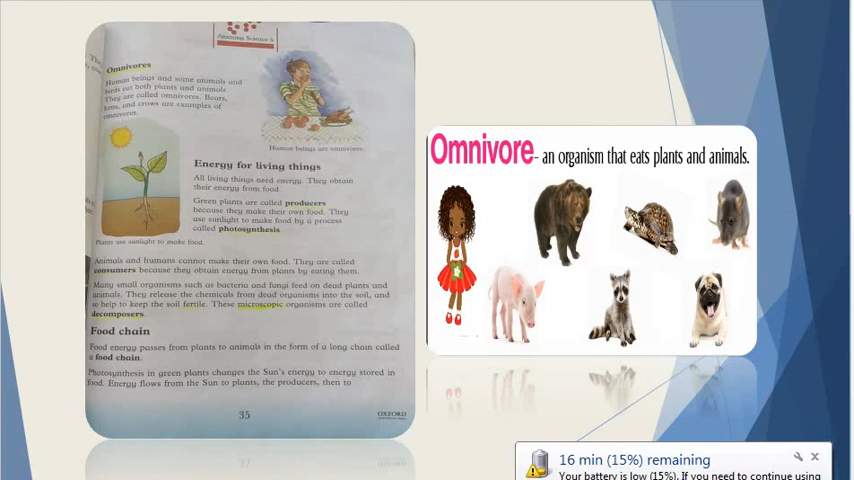 Amazing Science 5
Omnivores
Human beings and some animals and
birds eat both plants and animals
They are called omnivores. Bears,
hens, and crows are examples of
omnivores.
Human beings are omnivores.
Energy for living things
All living things need energy. They obtain
their energy from food.
Green plants are called producers
because they make their own food. They
use sunlight to make food by a process
called photosynthesis.
Plants use sunlight to make food.
Animals and humans cannot make their own food. They are called
consumers because they obtain energy from plants by eating them.
Many small organisms such as bacteria and fungi feed on dead plants and
animals. They release the chemicals from dead organisms into the soil, and
so help to keep the soil fertile. These microscopic organisms are called
decomposers.
Food chain
Food energy passes from plants to animals in the form of a long chain called
a food chain.
Photosynthesis in green plants changes the Sun's energy to energy stored in
food. Energy flows from the Sun to plants, the producers, then to
35
OXFORD
Omnivore- an organism that eats plants and animals.
16 min (15%) remaining
Your battery is low (15%). If you need to continue using